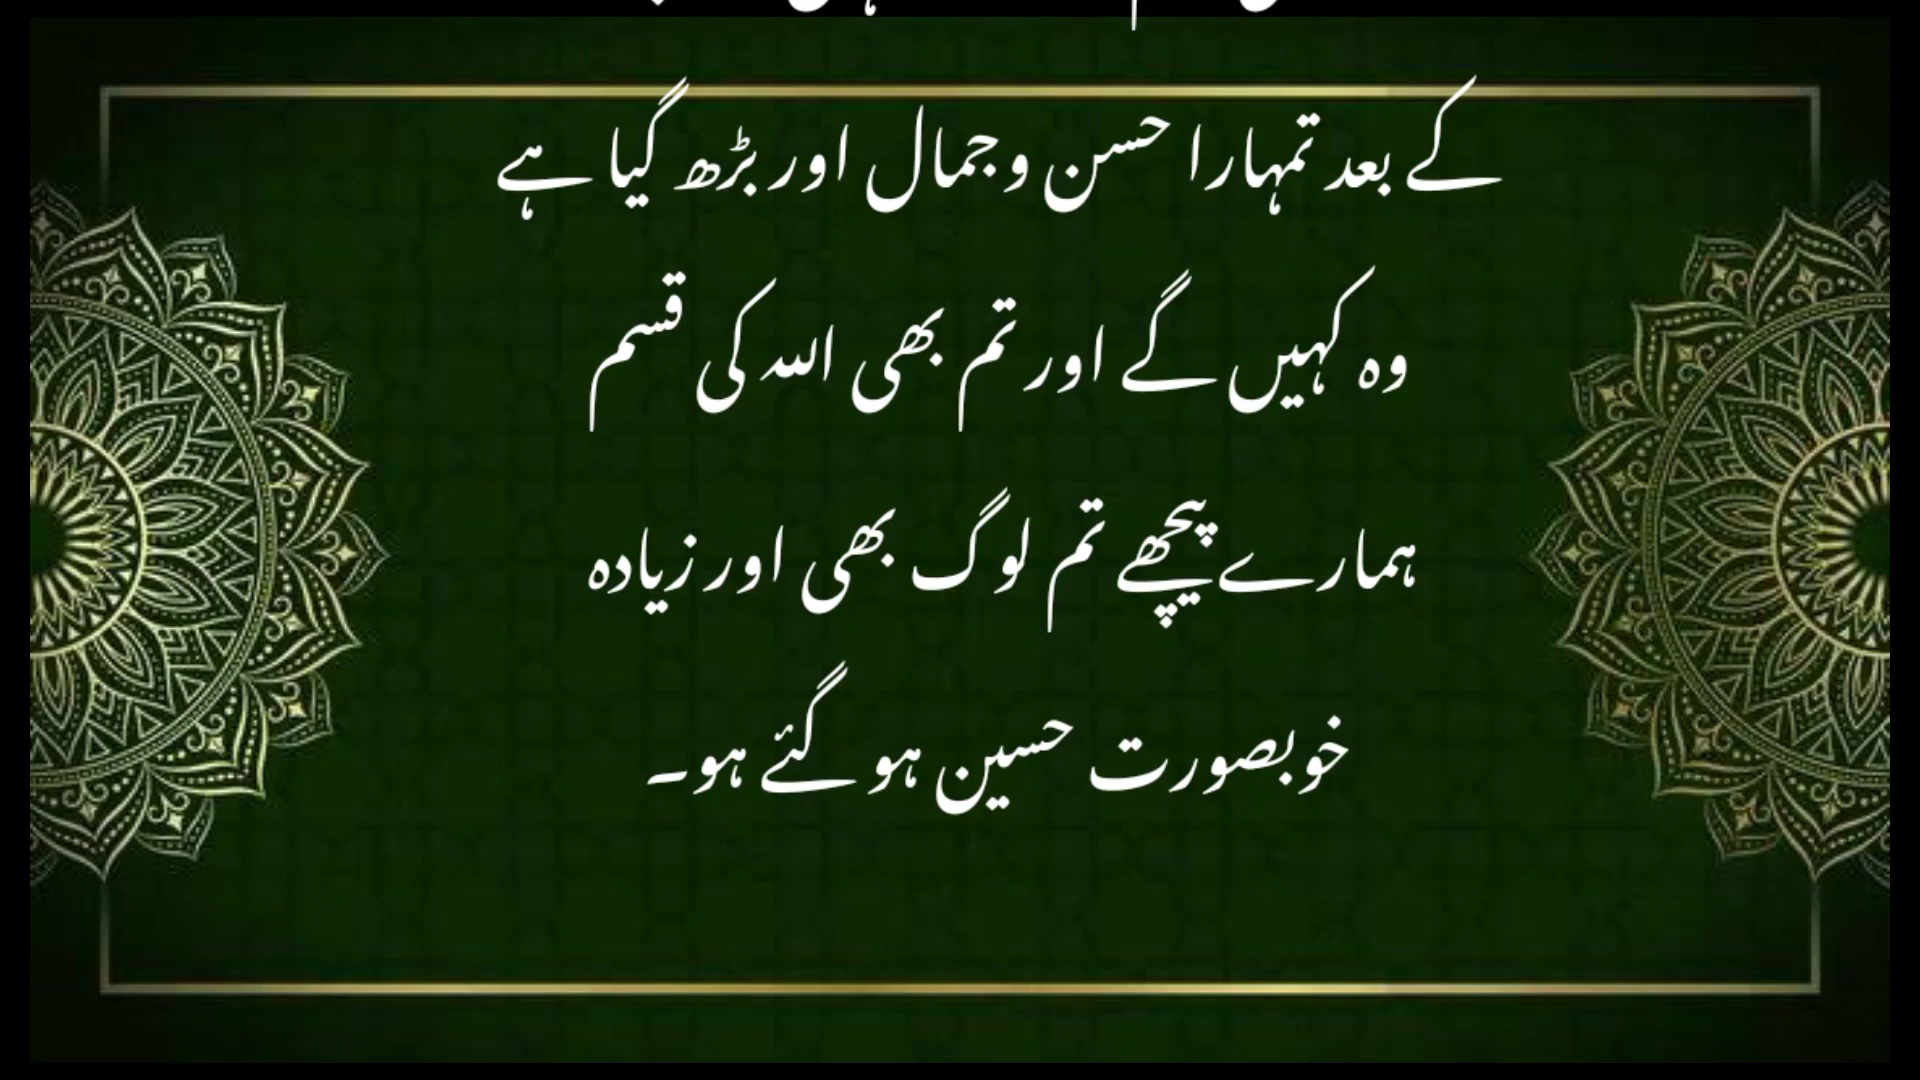 کے بعد تمہارا حسن و جمال اور بڑھ گیا ہے
وہ کہیں گے اور تم بھی اللہ کی قسم
ہمارے پیچھے تم لوگ بھی اور زیادہ
خوبصورت حسین ہو گئے ہو۔